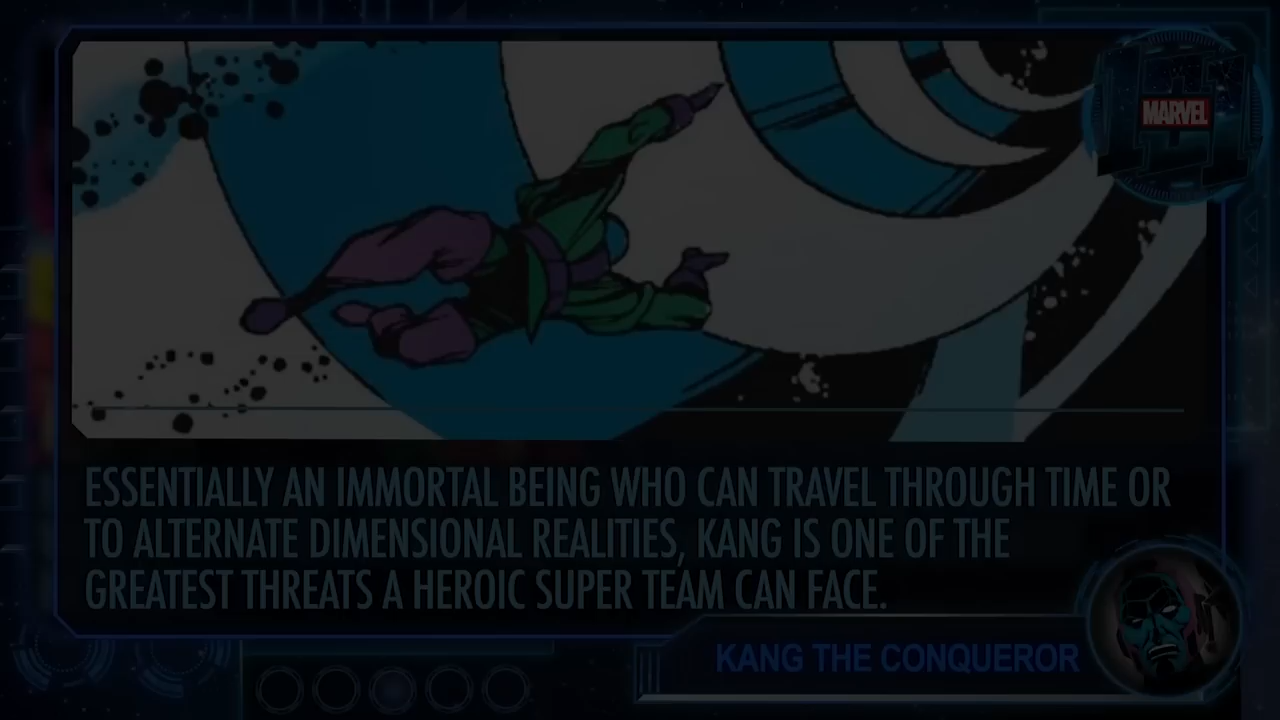 MARVEL
ESSENTIALLY AN IMMORTAL BEING WHO CAN TRAVEL THROUGH TIME OR
TO ALTERNATE DIMENSIONAL REALITIES, KANG IS ONE OF THE
GREATEST THREATS A HEROIC SUPER TEAM CAN FACE.
KANG THE CONQUEROR